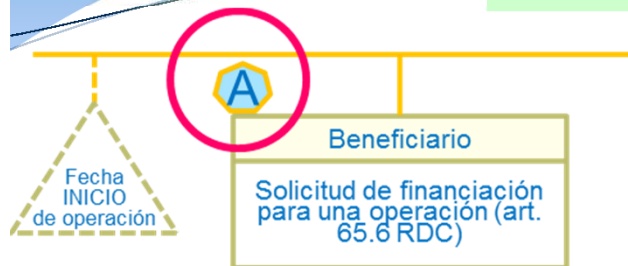 A
Beneficiario
Fecha
INICIO
de operación
Solicitud de financiación
para una operación (art.
65.6 RDC)